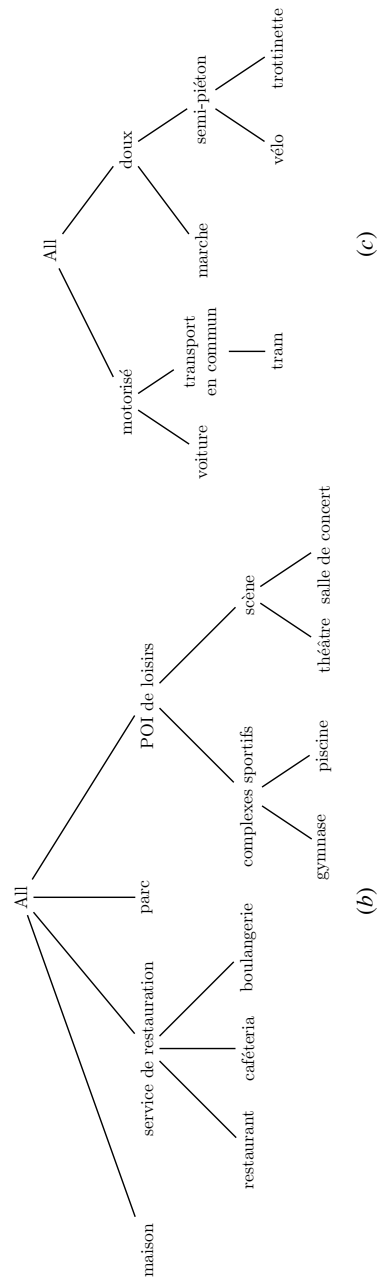 All
maison
service de restauration
parc
POI de loisirs
restaurant
caféteria
boulangerie
complexes sportifs
scène
gymnase
piscine
théâtre
salle de concert
(b)
All
motorisé
doux
voiture
transport
en commun
marche
semi-piéton
tram
vélo
trottinette
(c)